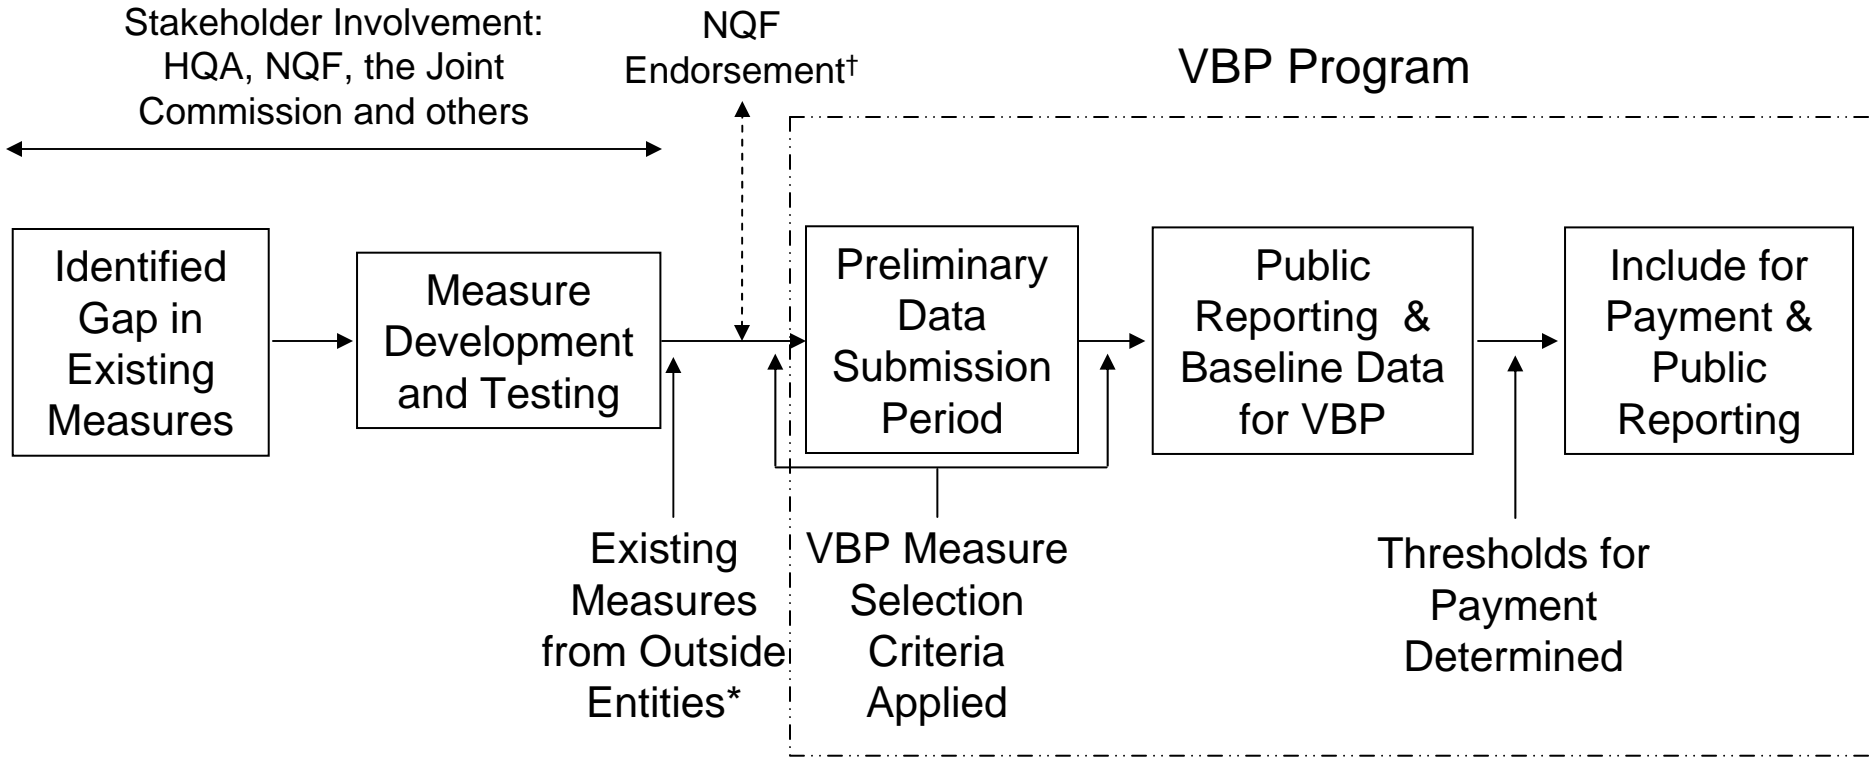 Stakeholder Involvement:
HQA, NQF, the Joint
Commission and others
NQF
Endorsement†
VBP Program
Identified
Gap in
Existing
Measures
Measure
Development
and Testing
Preliminary
Data
Submission
Period
Public
Reporting &
Baseline Data
for VBP
Include for
Payment &
Public
Reporting
Existing
Measures
from Outside
Entities*
VBP Measure
Selection
Criteria
Applied
Thresholds for
Payment
Determined